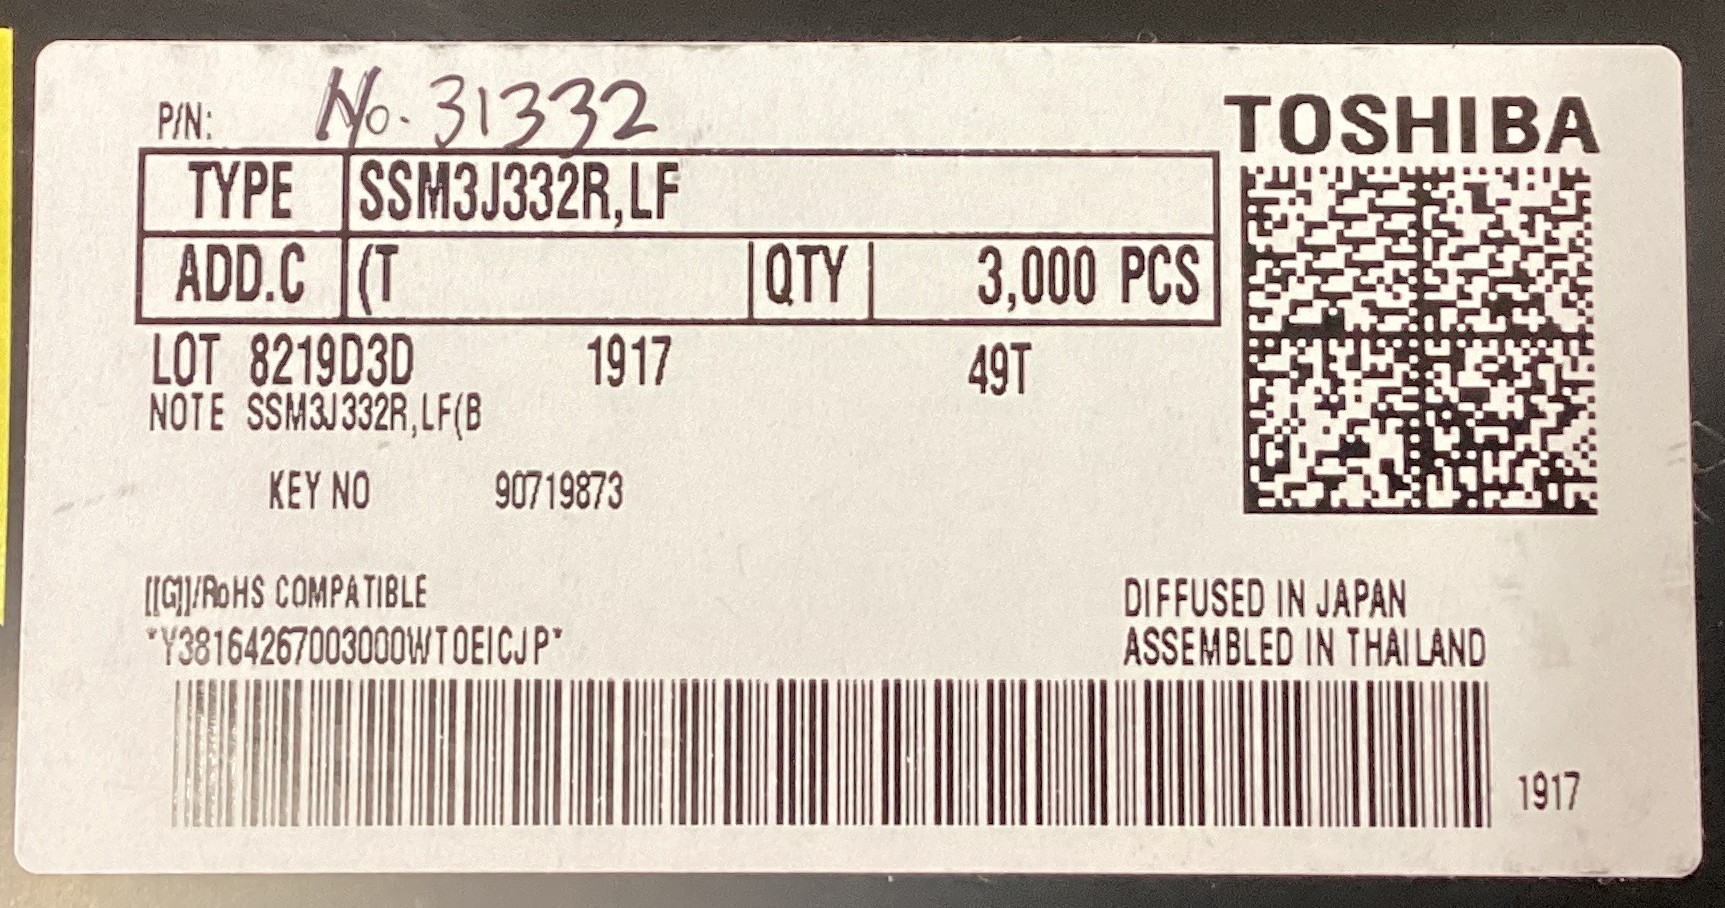 P/N: No. 31332
TOSHIBA
TYPE SSM3J332R,LF
ADD.C (T QTY 3,000 PCS
LOT 8219D3D 1917 49T
NOTE SSM3J332R,LF(B
KEY NO 90719873
[[G]]/RoHS COMPATIBLE
*Y38164267003000WT0EICJP*
DIFFUSED IN JAPAN
ASSEMBLED IN THAILAND
1917